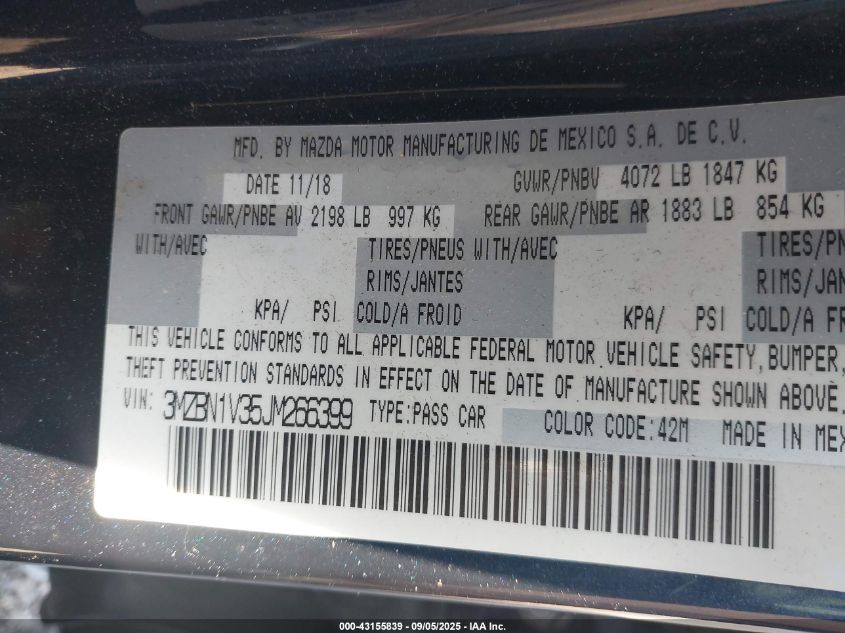 MFD. BY MAZDA MOTOR MANUFACTURING DE MEXICO S.A. DE C.V.
DATE 11/18 GVWR/PNBV 4072 LB 1847 KG
FRONT GAWR/PNBE AV 2198 LB 997 KG REAR GAWR/PNBE AR 1883 LB 854 KG
WITH/AVEC TIRES/PNEUS WITH/AVEC TIRES/PN
RIMS/JANTES RIMS/JAN
KPA/ PSI COLD/A FROID KPA/ PSI COLD/A FR
THIS VEHICLE CONFORMS TO ALL APPLICABLE FEDERAL MOTOR VEHICLE SAFETY, BUMPER,
THEFT PREVENTION STANDARDS IN EFFECT ON THE DATE OF MANUFACTURE SHOWN ABOVE.
VIN: 3MZBN1V35JM266399 TYPE:PASS CAR COLOR CODE:42M MADE IN MEX
000-43155839 - 09/05/2025 - IAA Inc.